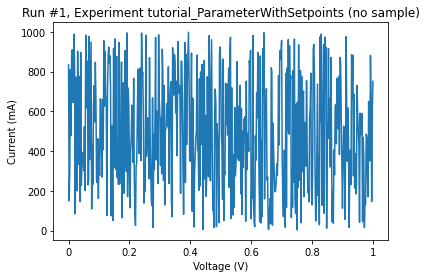 Run #1, Experiment tutorial_ParameterWithSetpoints (no sample)
1000
800
600
400
200
0
Current (mA)
0 0.2 0.4 0.6 0.8 1
Voltage (V)